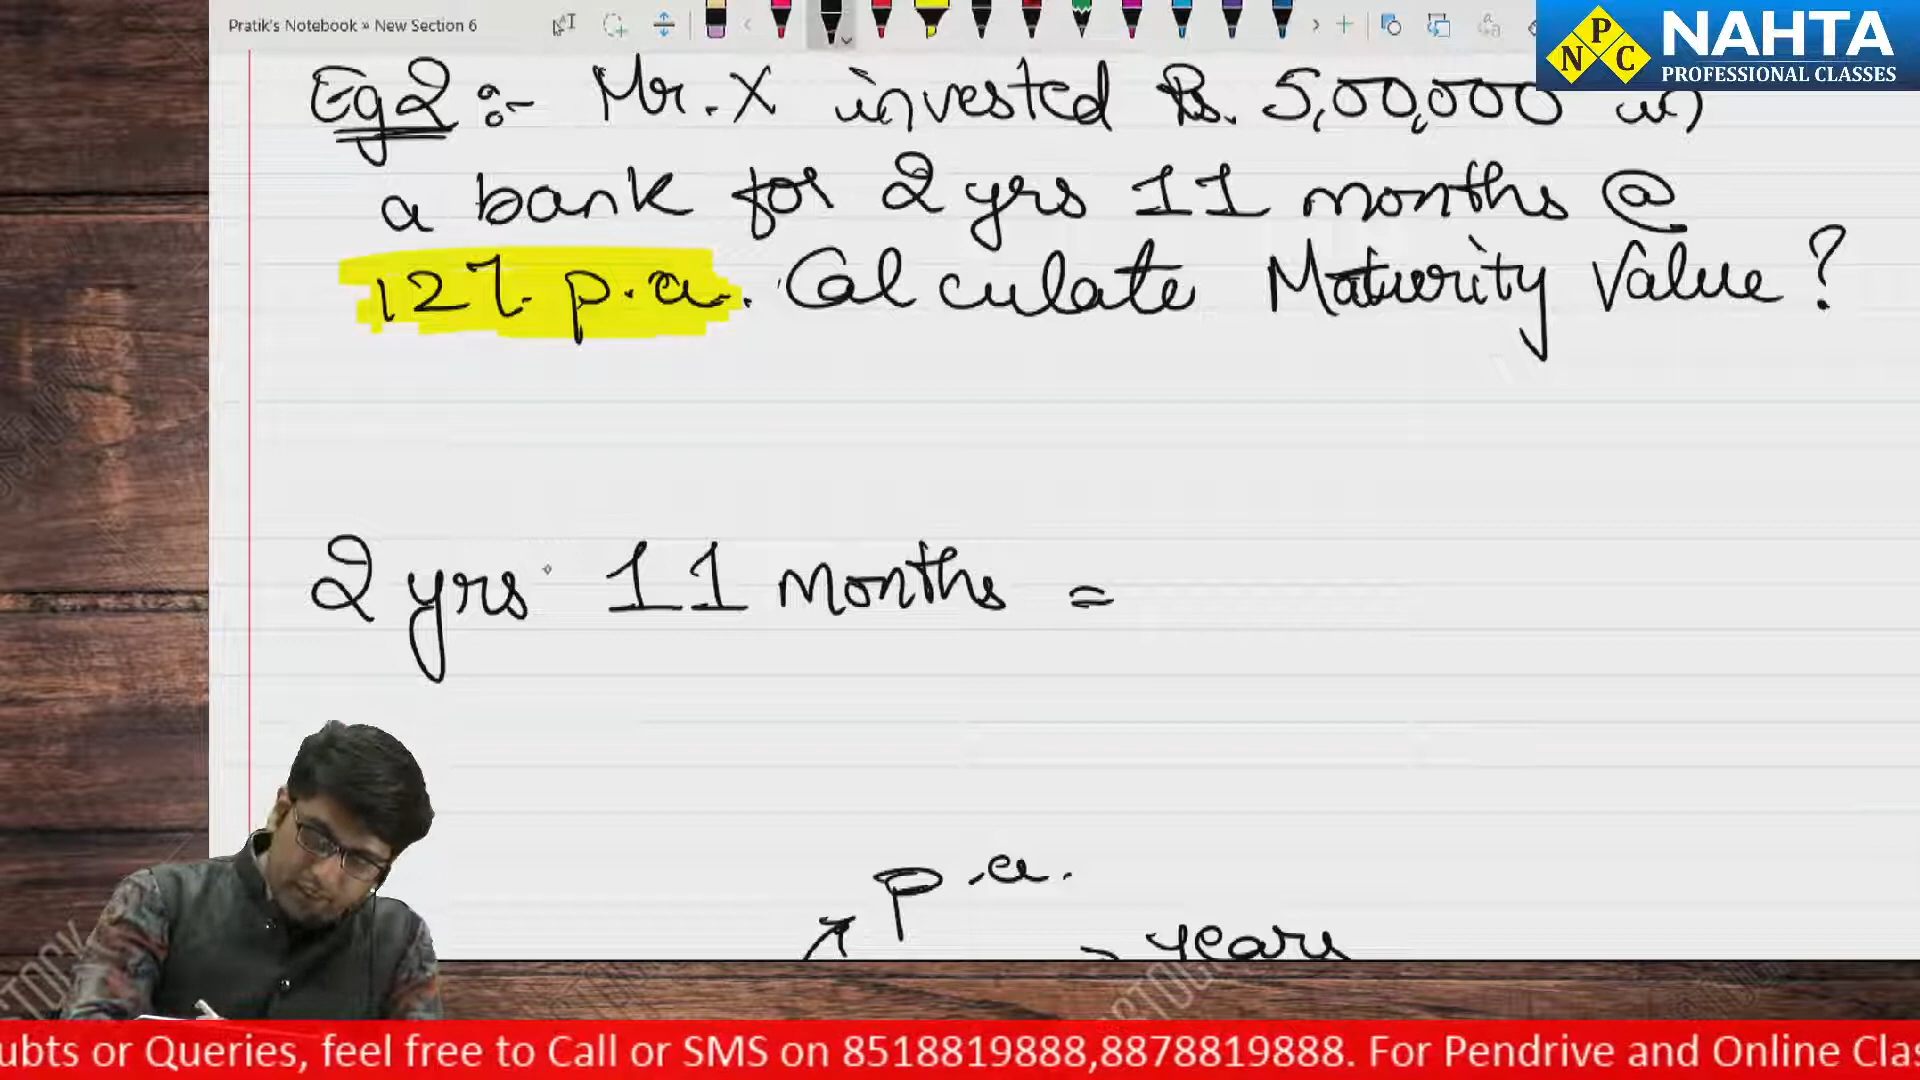 Pratik's Notebook » New Section 6
NAHTA
PROFESSIONAL CLASSES
N P C
Eg 2 :- Mr. X invested Rs. 5,00,000 in
a bank for 2 yrs 11 months @
12% p.a. Calculate Maturity Value?
2 yrs 11 months =
p.a.
years
ubts or Queries, feel free to Call or SMS on 8518819888,8878819888. For Pendrive and Online Clas